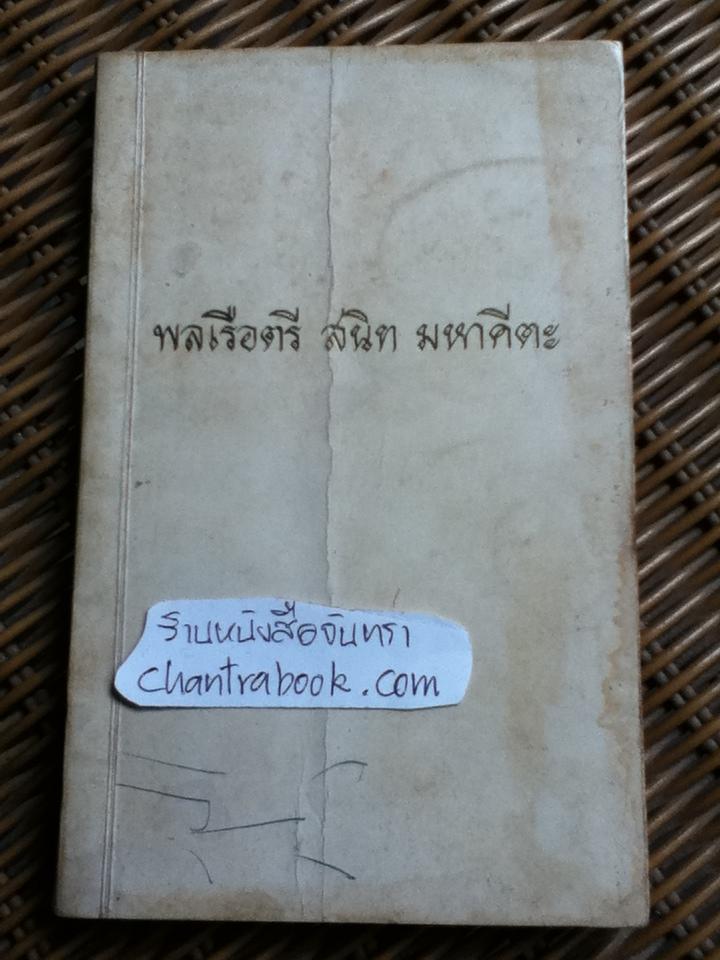 พลเรือตรี สนิท มหาคีตะ
ร้านหนังสือจันทรา
chantrabook.com